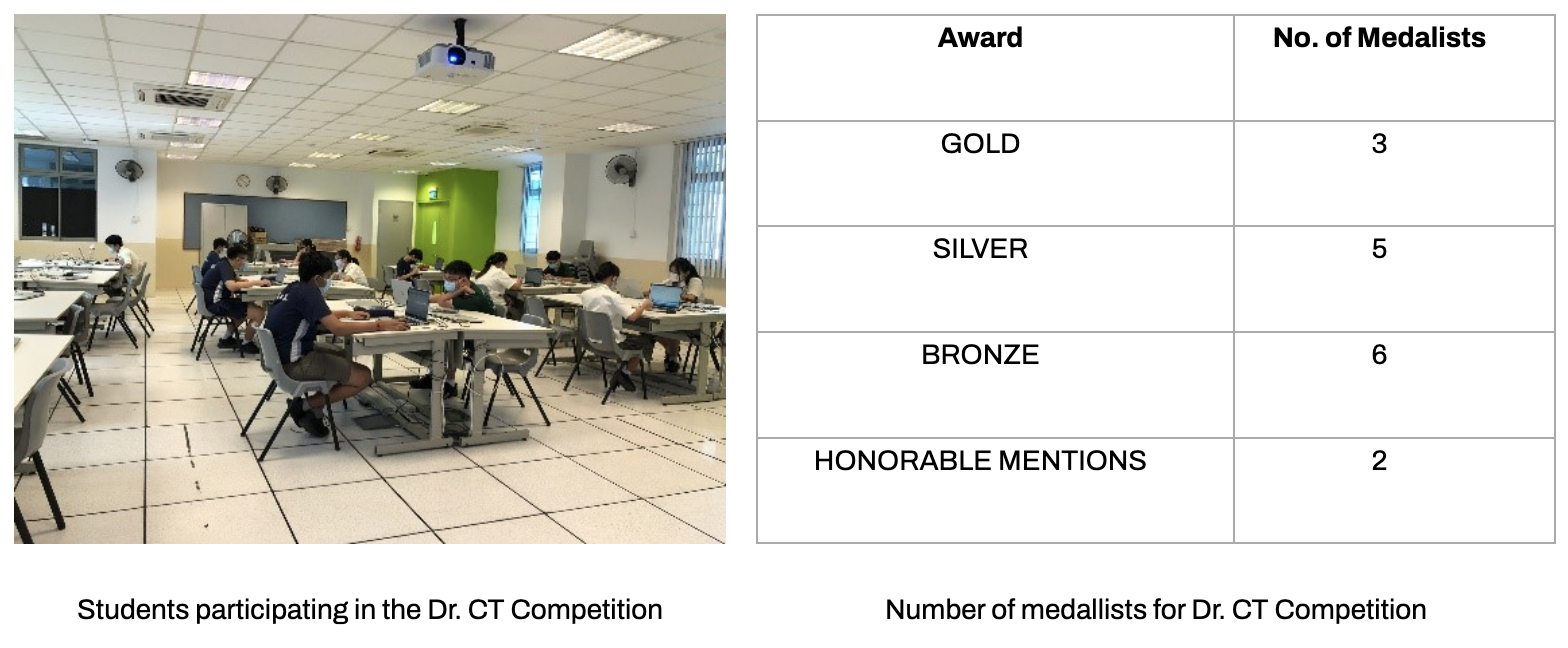 Award No. of Medalists
GOLD 3
SILVER 5
BRONZE 6
HONORABLE MENTIONS 2
Students participating in the Dr. CT Competition
Number of medallists for Dr. CT Competition